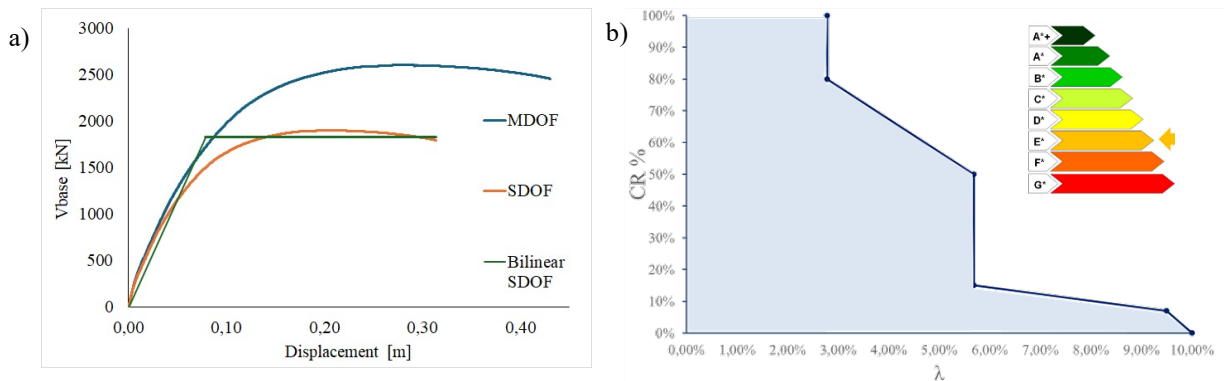 a)
3000
2500
2000
1500
1000
500
0
Vbase [kN]
0,00 0,10 0,20 0,30 0,40
Displacement [m]
MDOF
SDOF
Bilinear
SDOF
b)
100%
90%
80%
70%
60%
50%
40%
30%
20%
10%
0%
CR %
0,00% 1,00% 2,00% 3,00% 4,00% 5,00% 6,00% 7,00% 8,00% 9,00% 10,00%
λ
A*+
A*
B*
C*
D*
E*
F*
G*